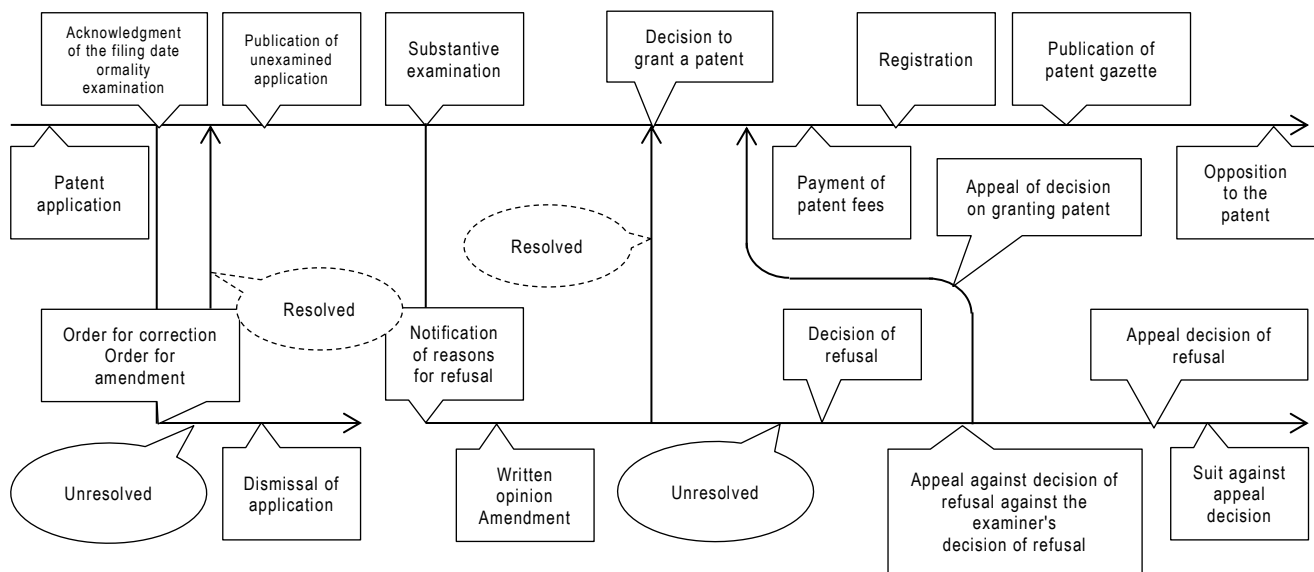 Acknowledgment
of the filing date
ormality
examination
Publication of
unexamined
application
Substantive
examination
Decision to
grant a patent
Registration
Publication of
patent gazette
Patent
application
Payment of
patent fees
Appeal of decision
on granting patent
Opposition
to the
patent
Resolved
Resolved
Order for correction
Order for
amendment
Notification
of reasons
for refusal
Decision of
refusal
Appeal decision of
refusal
Unresolved
Dismissal of
application
Written
opinion
Amendment
Unresolved
Appeal against decision of
refusal against the
examiner's
decision of refusal
Suit against
appeal
decision